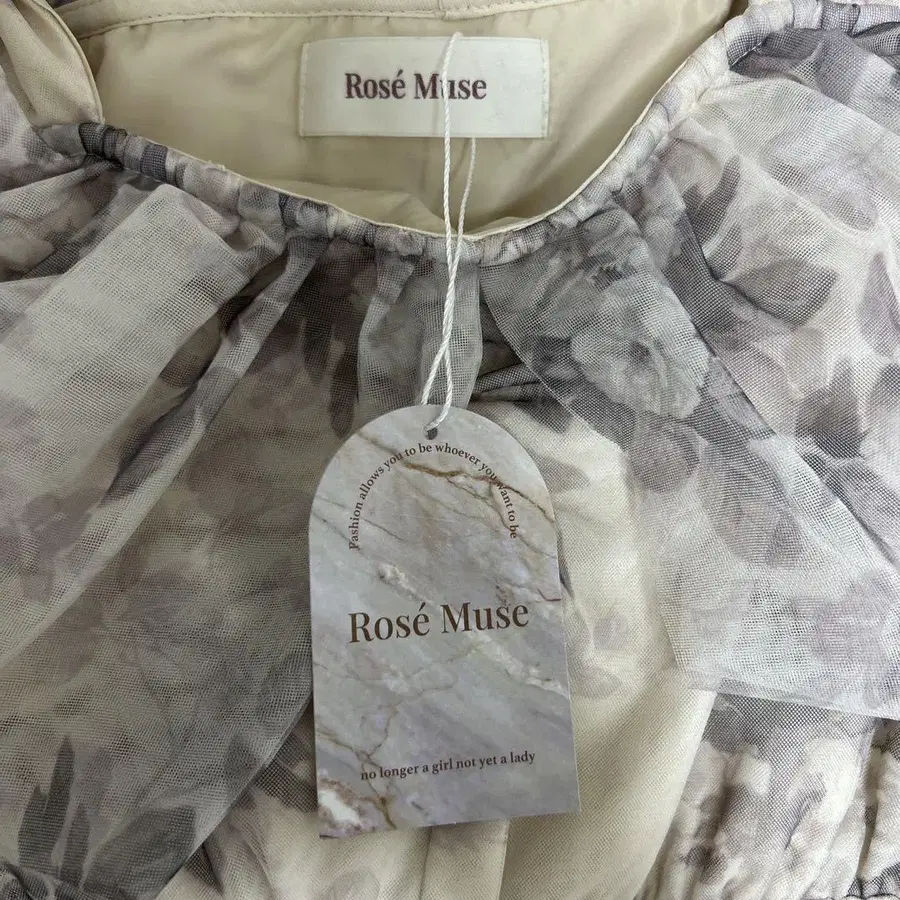 Rosé Muse
Fashion allows you to be whoever you want to be
Rosé Muse
no longer a girl not yet a lady